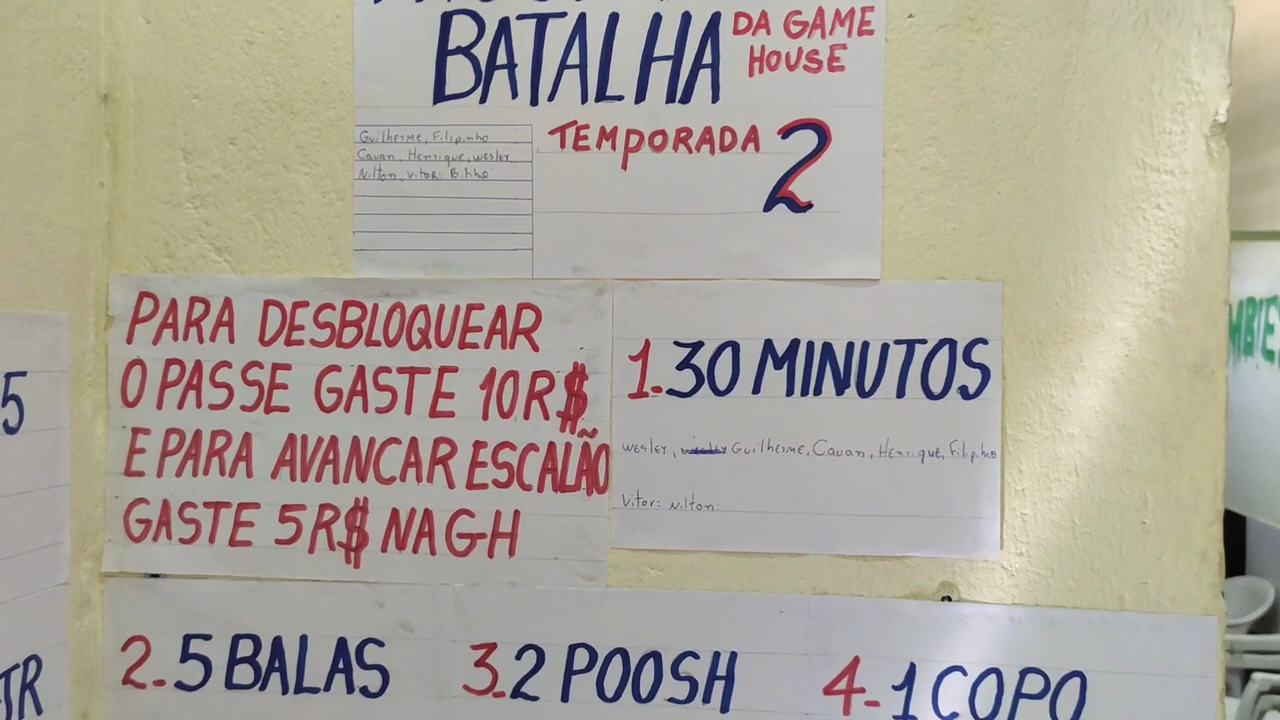 BATALHA
DA GAME
HOUSE
TEMPORADA 2
Guilherme, Filipinho
Cauan, Henrique, wesley,
Nilton, Vitor:
PARA DESBLOQUEAR
O PASSE GASTE 10R$
E PARA AVANCAR ESCALÃO
GASTE 5R$ NA GH
1.30 MINUTOS
wesley, Guilherme, Cauan, Henrique, Filipinho
Vitor: Nilton:
5
TR
2.5 BALAS
3.2 POOSH
4-1 COPO